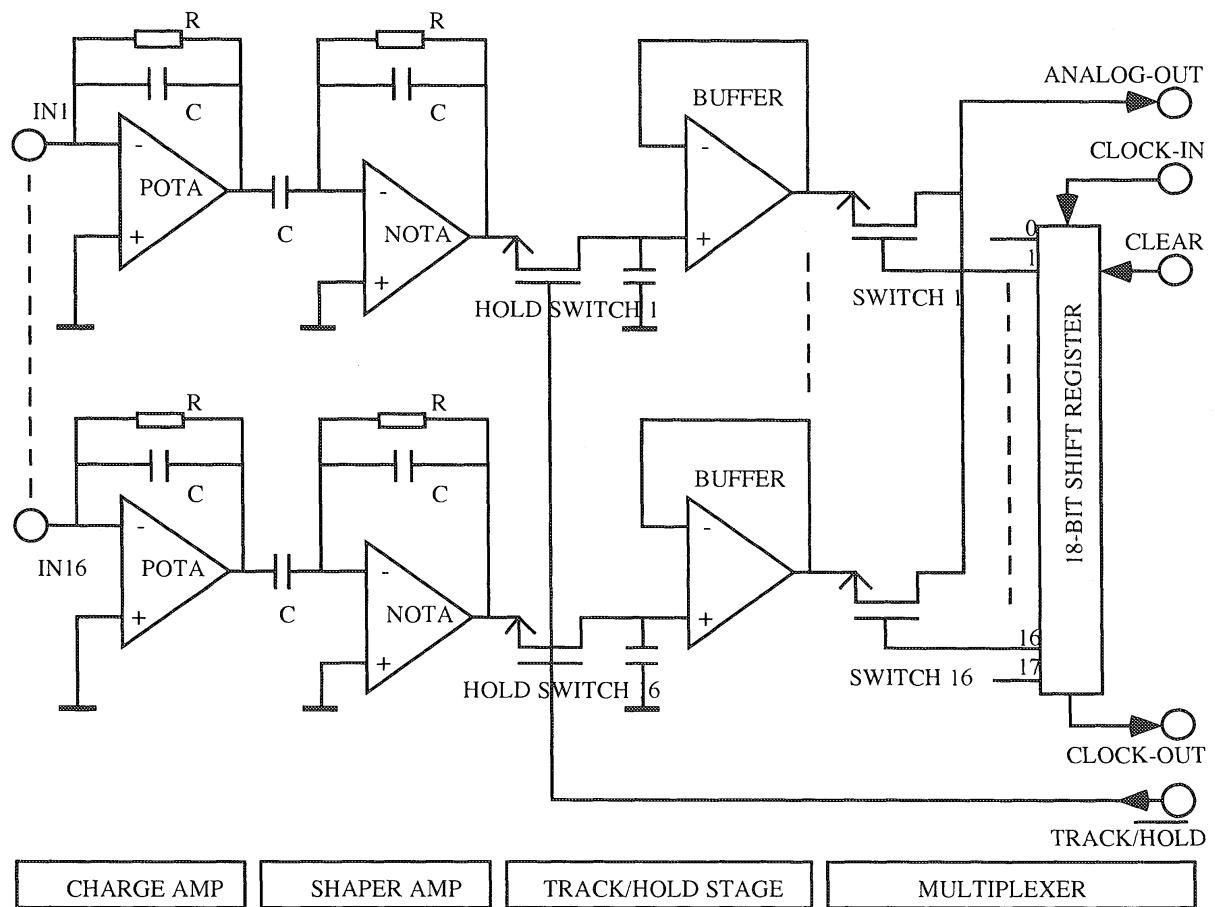 R
R
C
C
BUFFER
ANALOG-OUT
IN1
CLOCK-IN
-
POTA
+
C
-
NOTA
+
-
+
0
1
CLEAR
HOLD SWITCH 1
SWITCH 1
18-BIT SHIFT REGISTER
R
R
C
C
BUFFER
IN16
-
POTA
+
C
-
NOTA
+
-
+
16
17
HOLD SWITCH 16
SWITCH 16
CLOCK-OUT
TRACK/HOLD
CHARGE AMP
SHAPER AMP
TRACK/HOLD STAGE
MULTIPLEXER